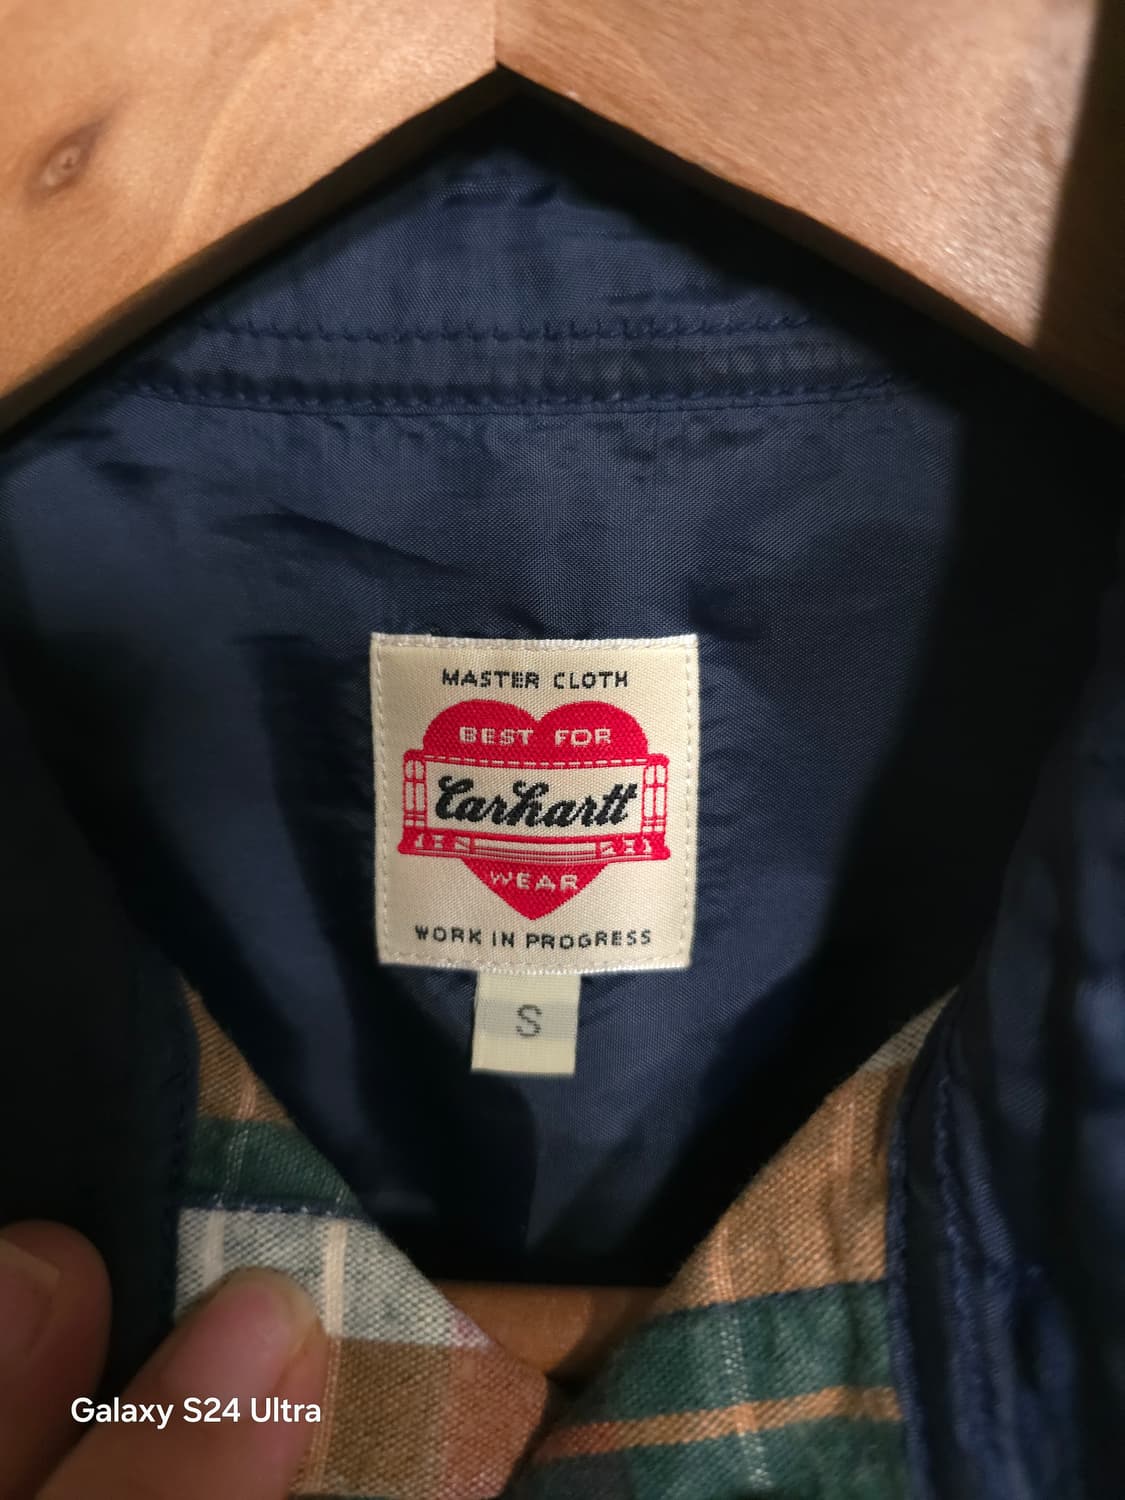 MASTER CLOTH
BEST FOR
Carhartt
WEAR
WORK IN PROGRESS
S
Galaxy S24 Ultra